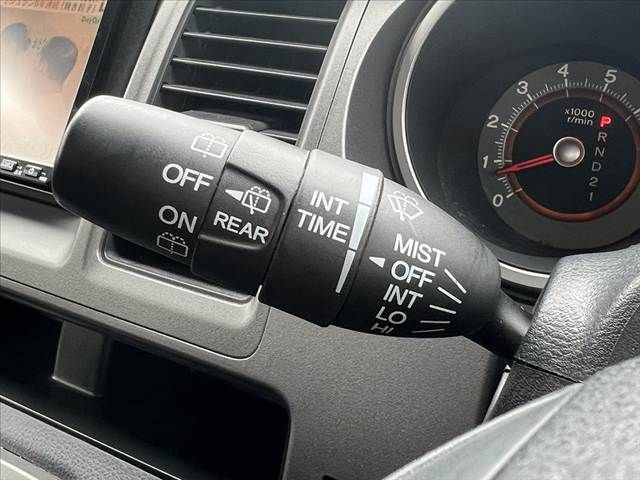 OFF
ON
REAR
INT
TIME
MIST
OFF
INT
LO
HI
0
1
2
3
4
5
x1000
r/min
P
R
N
D
2
1